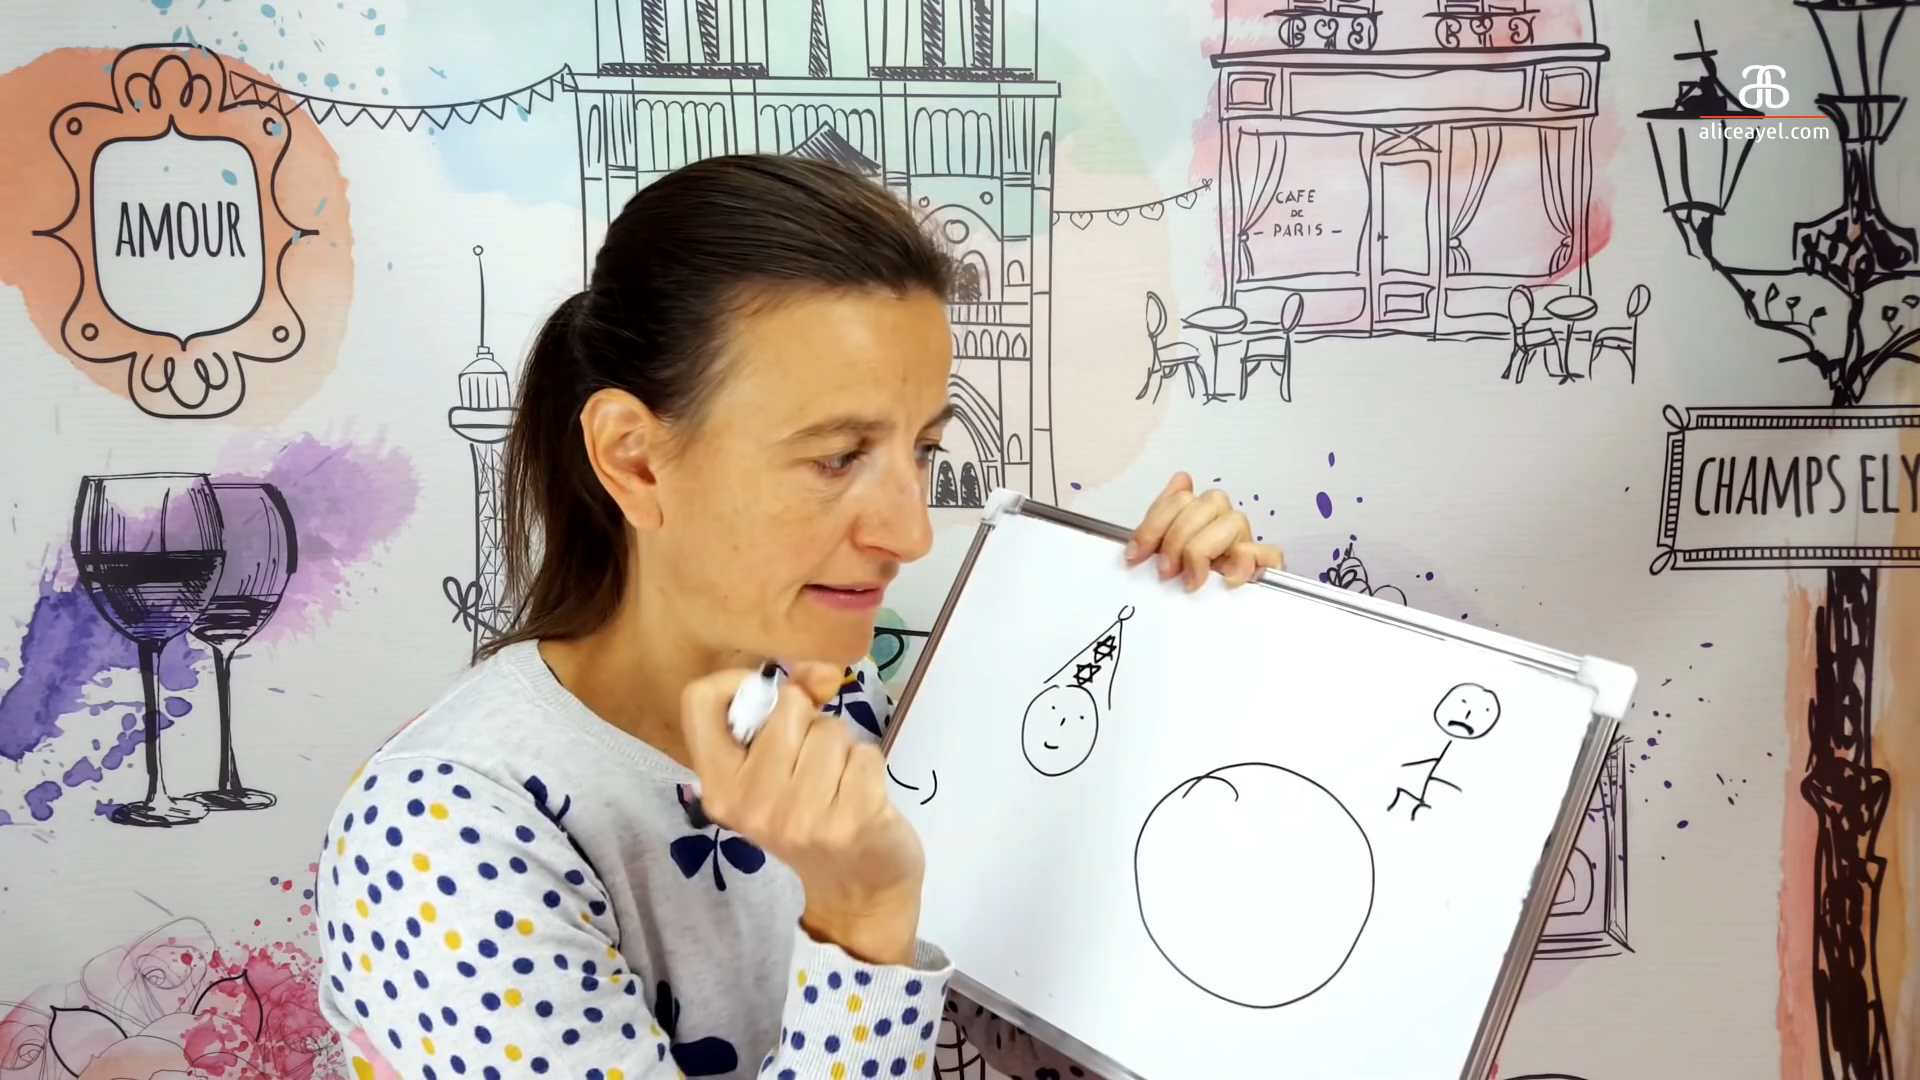 AMOUR
CAFE
DE
– PARIS –
aliceayel.com
CHAMPS ELY